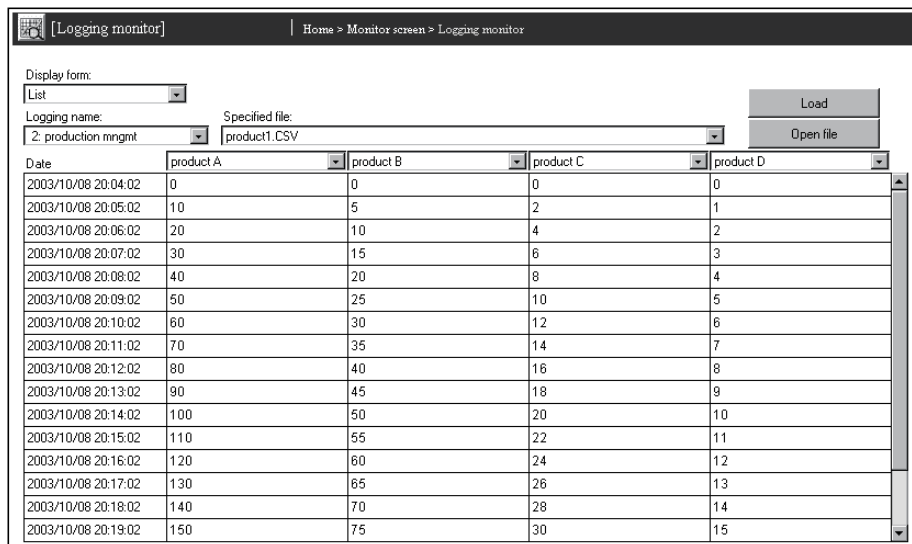 [Logging monitor] Home > Monitor screen > Logging monitor
Display form:
List
Load
Logging name: Specified file:
2: production mngmt product1.CSV Open file
Date product A product B product C product D
2003/10/08 20:04:02 0 0 0 0
2003/10/08 20:05:02 10 5 2 1
2003/10/08 20:06:02 20 10 4 2
2003/10/08 20:07:02 30 15 6 3
2003/10/08 20:08:02 40 20 8 4
2003/10/08 20:09:02 50 25 10 5
2003/10/08 20:10:02 60 30 12 6
2003/10/08 20:11:02 70 35 14 7
2003/10/08 20:12:02 80 40 16 8
2003/10/08 20:13:02 90 45 18 9
2003/10/08 20:14:02 100 50 20 10
2003/10/08 20:15:02 110 55 22 11
2003/10/08 20:16:02 120 60 24 12
2003/10/08 20:17:02 130 65 26 13
2003/10/08 20:18:02 140 70 28 14
2003/10/08 20:19:02 150 75 30 15